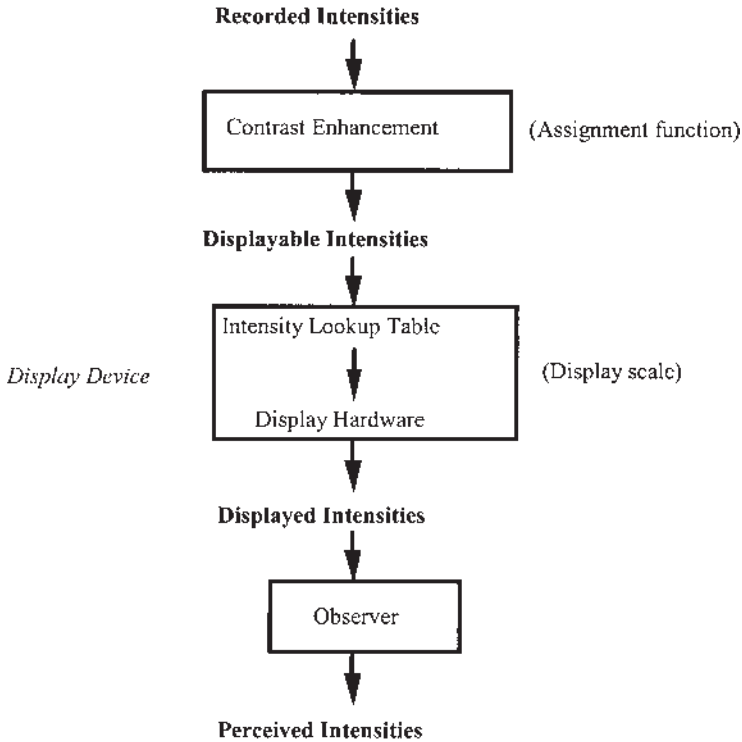 Recorded Intensities
Contrast Enhancement
(Assignment function)
Displayable Intensities
Intensity Lookup Table
Display Device
(Display scale)
Display Hardware
Displayed Intensities
Observer
Perceived Intensities